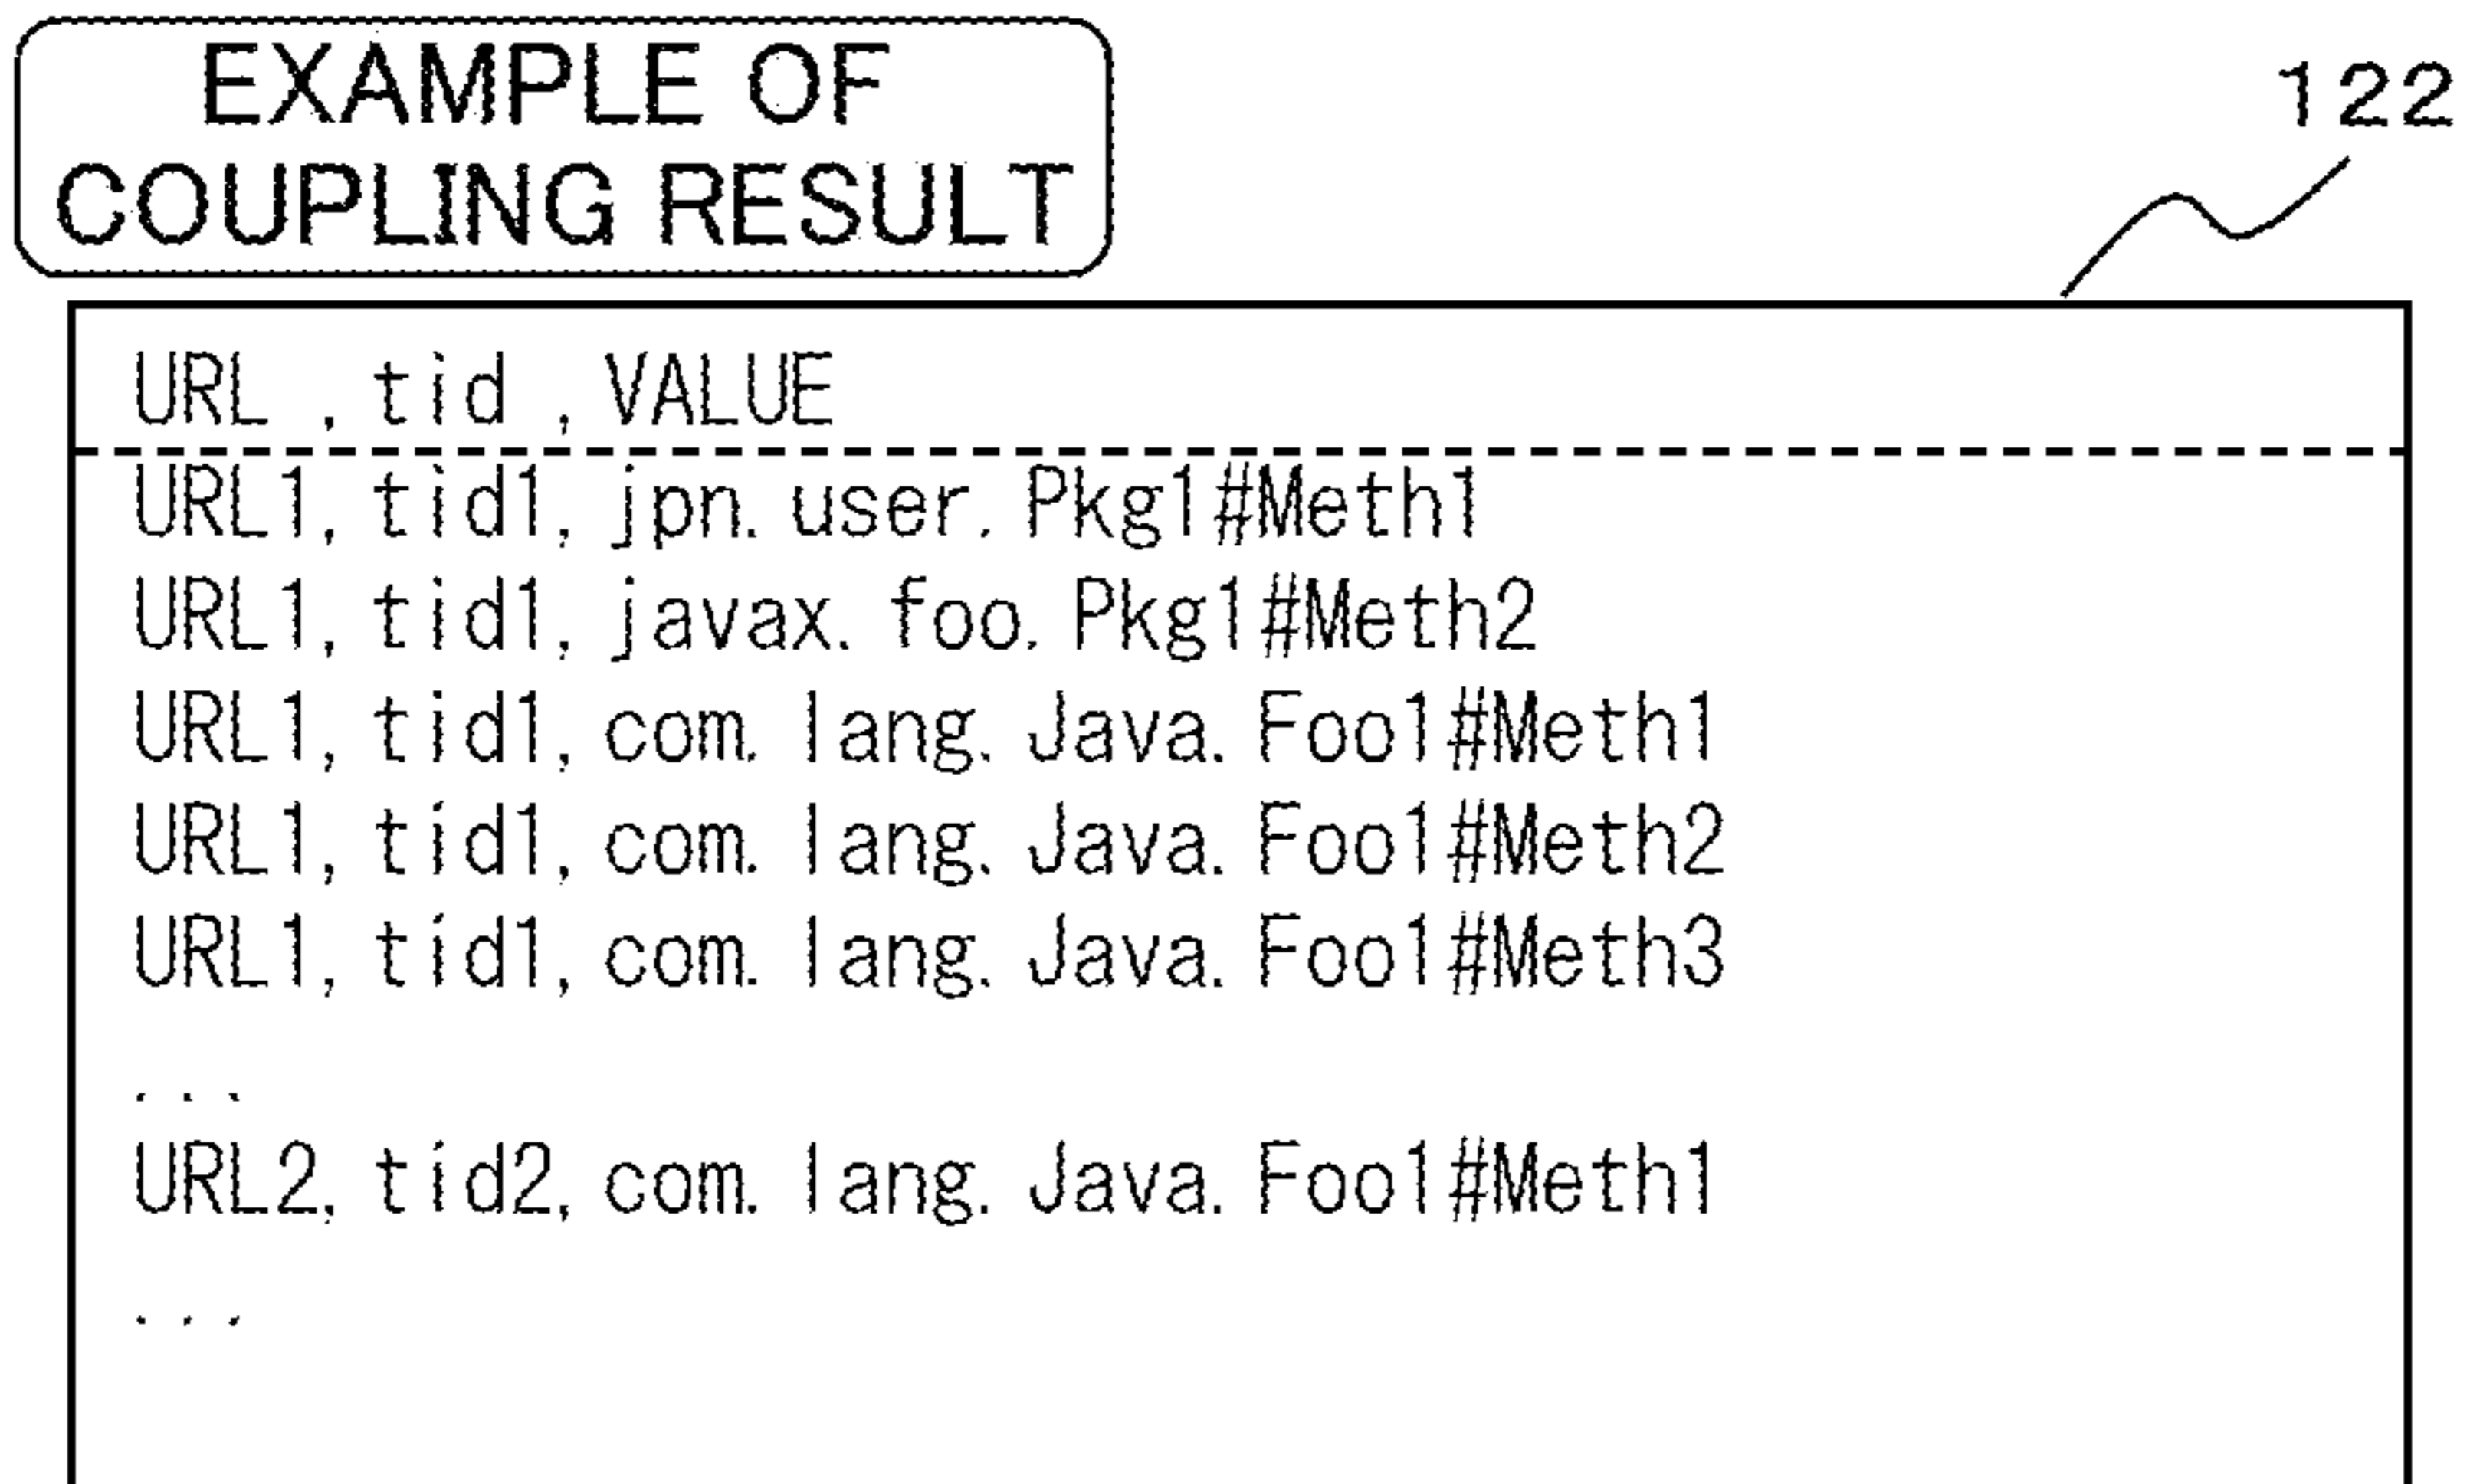 EXAMPLE OF
COUPLING RESULT
122
URL , tid , VALUE
URL1, tid1, jpn. user. Pkg1#Meth1
URL1, tid1, javax. foo. Pkg1#Meth2
URL1, tid1, com. lang. Java. Foo1#Meth1
URL1, tid1, com. lang. Java. Foo1#Meth2
URL1, tid1, com. lang. Java. Foo1#Meth3
...
URL2, tid2, com. lang. Java. Foo1#Meth1
...